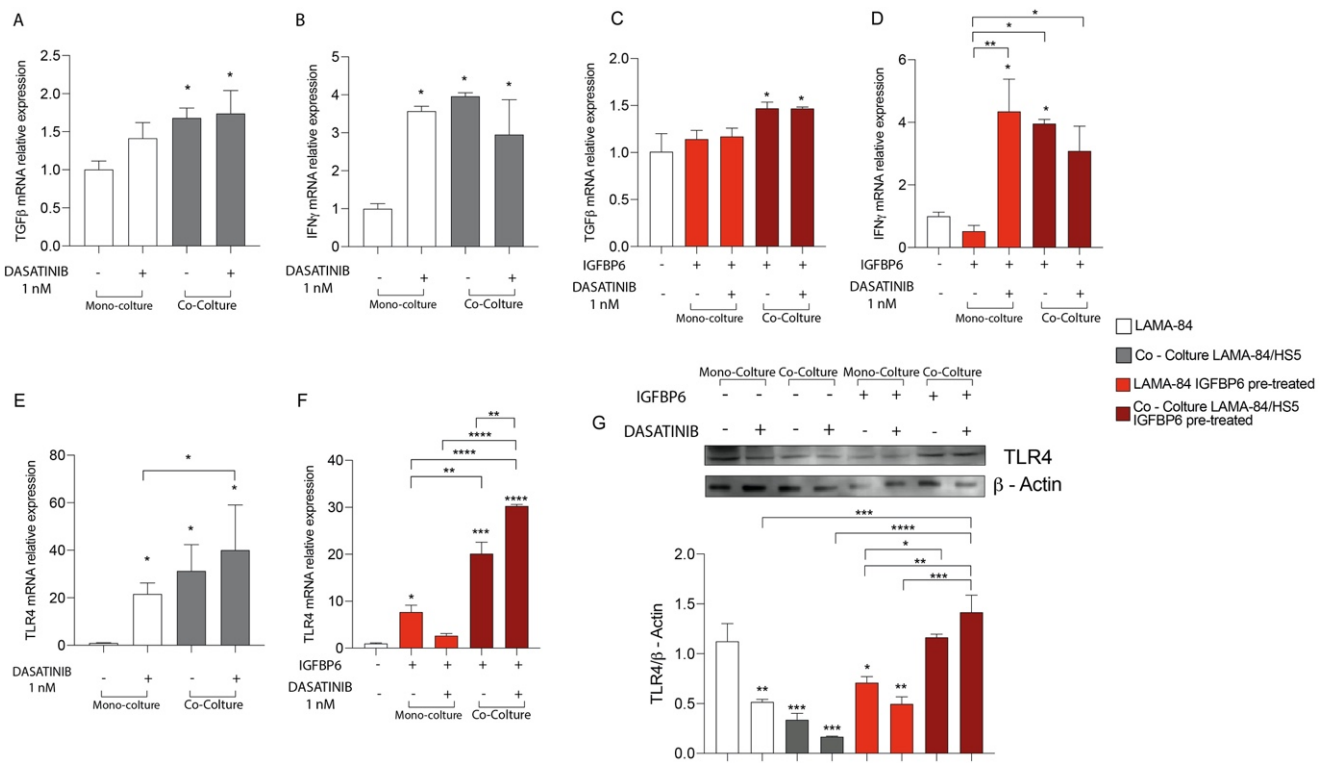 A
TGFβ mRNA relative expression
2.5
2.0
1.5
1.0
0.5
0.0
* *
DASATINIB
1 nM
- + - +
Mono-colture Co-Colture
B
IFNγ mRNA relative expression
5
4
3
2
1
0
* * *
- + - +
Mono-colture Co-Colture
C
TGFβ mRNA relative expression
2.0
1.5
1.0
0.5
0.0
* *
IGFBP6 - + + + +
DASATINIB
1 nM
- - + - +
Mono-colture Co-Colture
D
IFNγ mRNA relative expression
6
4
2
0
*
*
**
* *
IGFBP6 - + + + +
DASATINIB
1 nM
- - + - +
Mono-colture Co-Colture
LAMA-84
Co - Colture LAMA-84/HS5
LAMA-84 IGFBP6 pre-treated
Co - Colture LAMA-84/HS5
IGFBP6 pre-treated
E
TLR4 mRNA relative expression
80
60
40
20
0
*
* * *
DASATINIB
1 nM
- + - +
Mono-colture Co-Colture
F
TLR4 mRNA relative expression
40
30
20
10
0
**
****
****
**
* *** ****
IGFBP6 - + + + +
DASATINIB
1 nM
- - + - +
Mono-colture Co-Colture
Mono-Colture Co-Colture Mono-Colture Co-Colture
IGFBP6 - - - - + + + +
G
DASATINIB - + - + - + - +
TLR4
β - Actin
TLR4/β - Actin
2.0
1.5
1.0
0.5
0.0
***
****
*
**
***
** *** *** * **